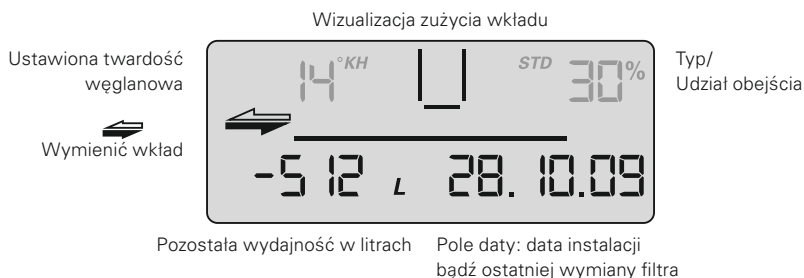 Wizualizacja zużycia wkładu
Ustawiona twardość
węglanowa
14 °KH
STD 30%
Typ/
Udział obejścia
Wymienić wkład
-512 L 28.10.09
Pozostała wydajność w litrach
Pole daty: data instalacji
bądź ostatniej wymiany filtra